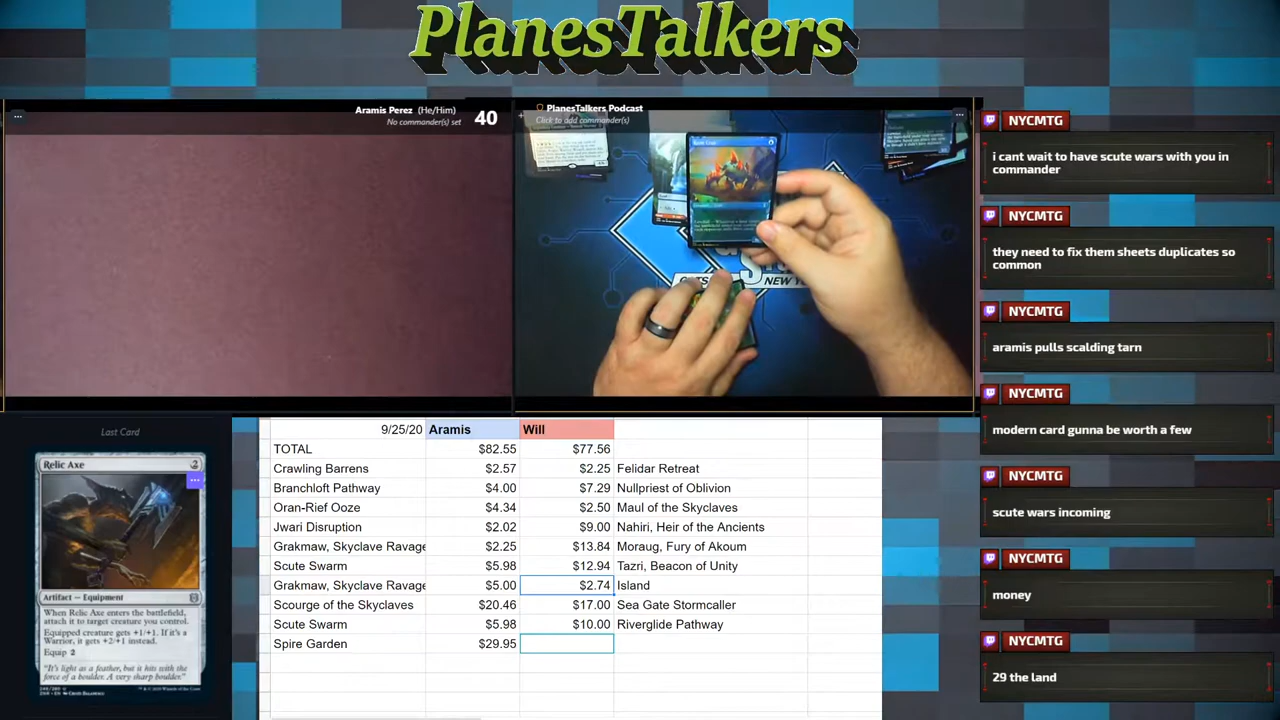 PlanesTalkers
Aramis Perez (He/Him)
No commander(s) set
40
PlanesTalkers Podcast
Click to add commander(s)
NEW
NYCMTG
i cant wait to have scute wars with you in
commander
NYCMTG
they need to fix them sheets duplicates so
common
NYCMTG
aramis pulls scalding tarn
NYCMTG
modern card gunna be worth a few
NYCMTG
scute wars incoming
NYCMTG
money
NYCMTG
29 the land
Last Card
Relic Axe 2
Artifact — Equipment
When Relic Axe enters the battlefield,
attach it to target creature you control.
Equipped creature gets +1/+1. If it's a
Warrior, it gets +2/+1 instead.
Equip 2
"It's light as a feather, but it hits with the
force of a boulder. A very sharp boulder."
9/25/20 Aramis Will
TOTAL $82.55 $77.56
Crawling Barrens $2.57 $2.25 Felidar Retreat
Branchloft Pathway $4.00 $7.29 Nullpriest of Oblivion
Oran-Rief Ooze $4.34 $2.50 Maul of the Skyclaves
Jwari Disruption $2.02 $9.00 Nahiri, Heir of the Ancients
Grakmaw, Skyclave Ravage $2.25 $13.84 Moraug, Fury of Akoum
Scute Swarm $5.98 $12.94 Tazri, Beacon of Unity
Grakmaw, Skyclave Ravage $5.00 $2.74 Island
Scourge of the Skyclaves $20.46 $17.00 Sea Gate Stormcaller
Scute Swarm $5.98 $10.00 Riverglide Pathway
Spire Garden $29.95